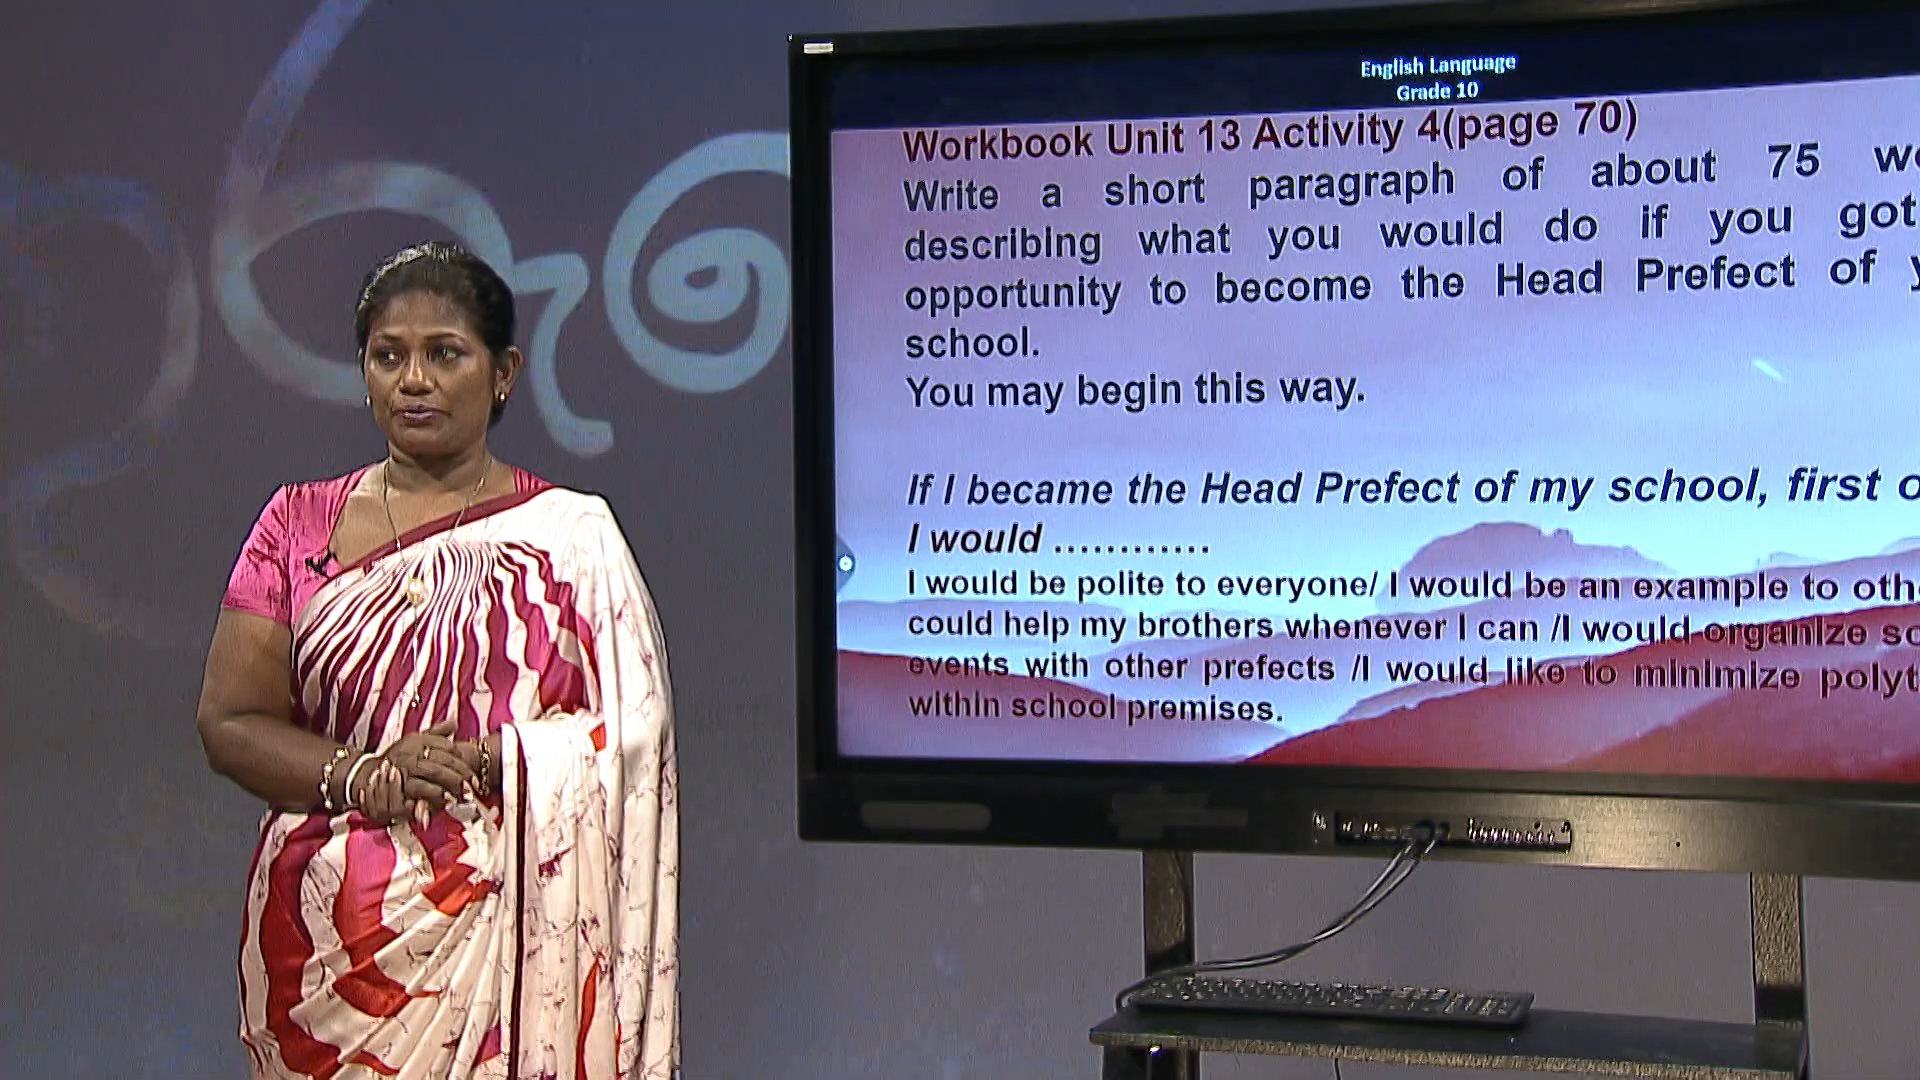 English Language
Grade 10
Workbook Unit 13 Activity 4(page 70)
Write a short paragraph of about 75
describing what you would do if you got
opportunity to become the Head Prefect of
school.
You may begin this way.
If I became the Head Prefect of my school, first
I would ............
I would be polite to everyone/ I would be an example to
could help my brothers whenever I can /I would organize
events with other prefects /I would like to minimize
within school premises.